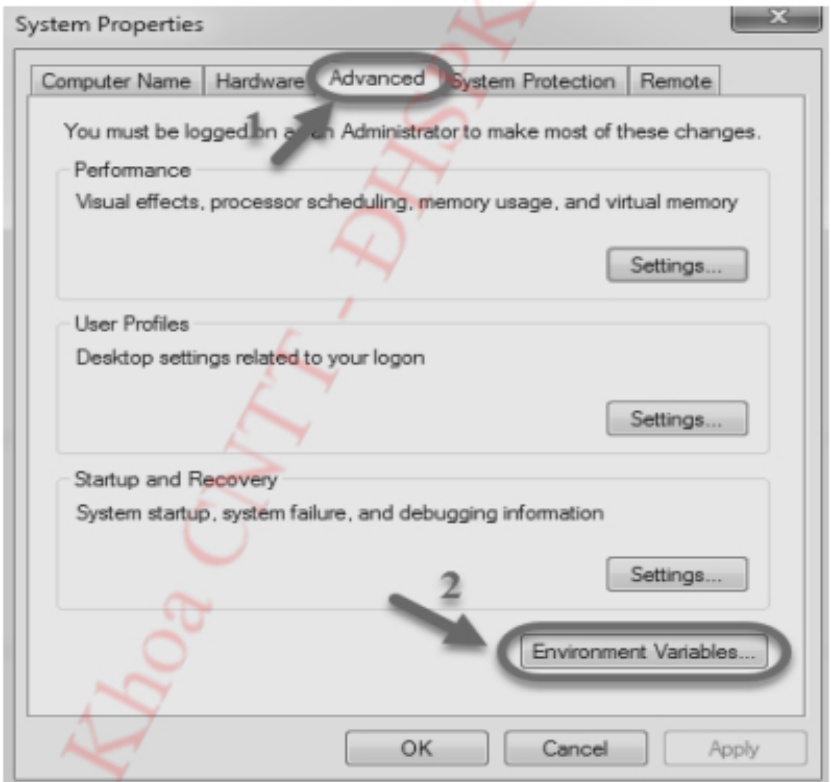 System Properties
Computer Name Hardware Advanced System Protection Remote
1
You must be logged on as an Administrator to make most of these changes.
Performance
Visual effects, processor scheduling, memory usage, and virtual memory
Settings...
User Profiles
Desktop settings related to your logon
Settings...
Startup and Recovery
System startup, system failure, and debugging information
Settings...
2
Environment Variables...
OK Cancel Apply
Khoa CNTT - ĐHSPK